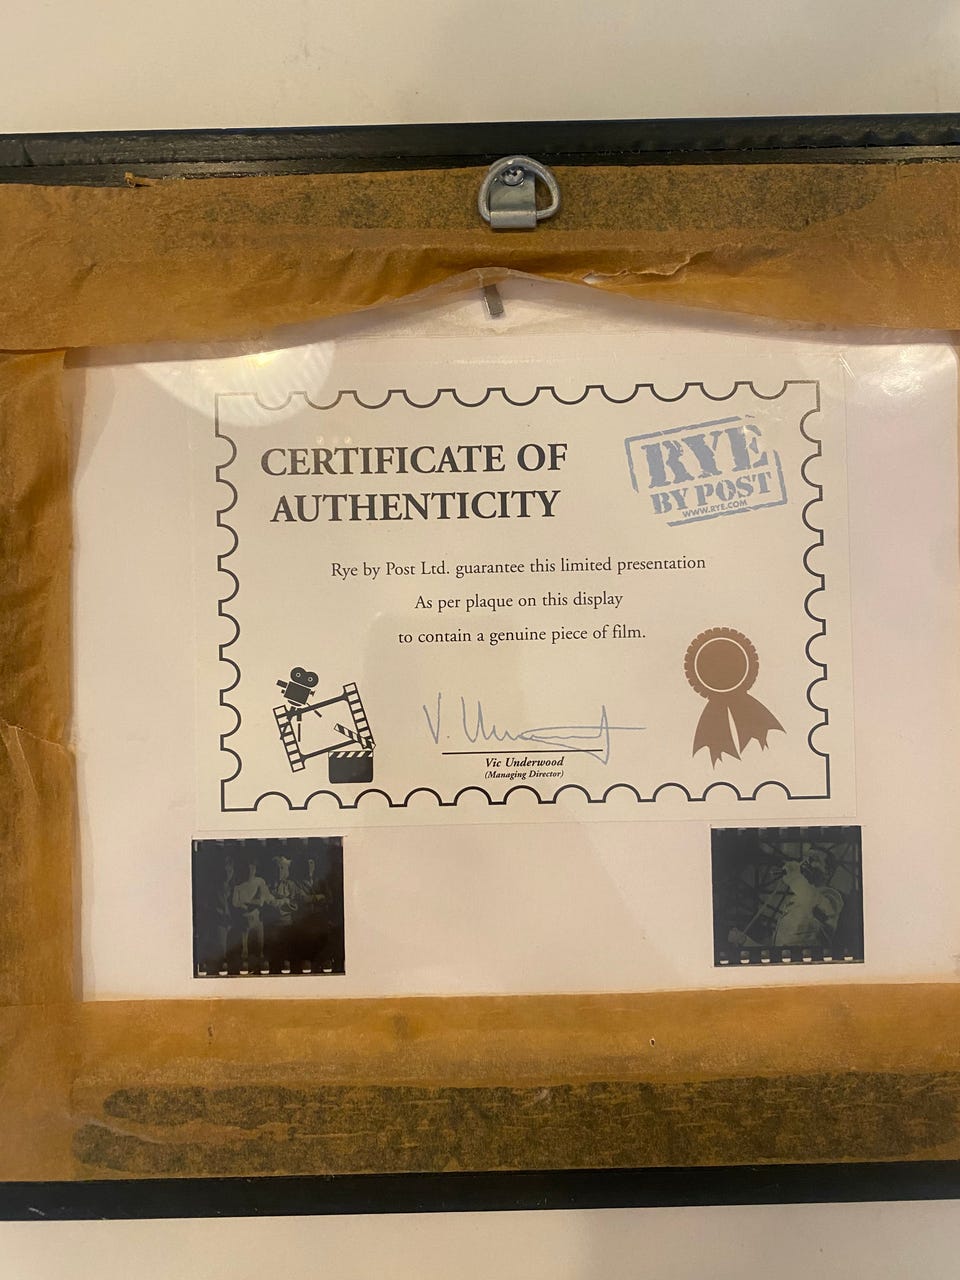 CERTIFICATE OF
AUTHENTICITY
RYE
BY POST
WWW.RYE.COM
Rye by Post Ltd. guarantee this limited presentation
As per plaque on this display
to contain a genuine piece of film.
V. Underwood
Vic Underwood
(Managing Director)